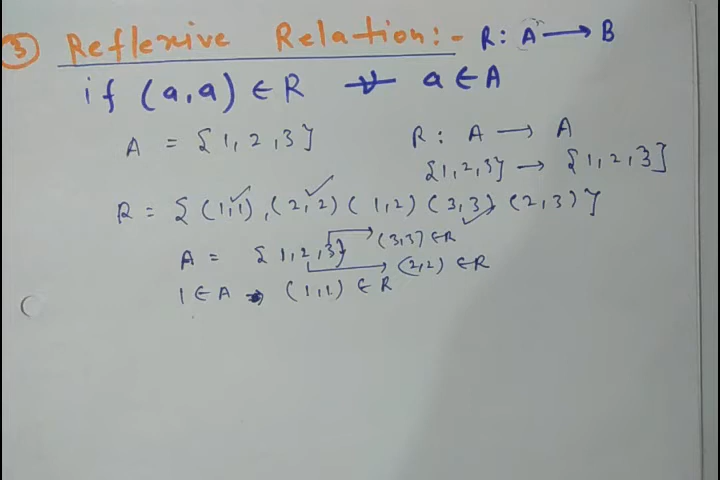 ③ Reflexive Relation:- R: A → B
if (a,a) ∈ R ∀ a ∈ A
A = {1,2,3} R: A → A
{1,2,3} → {1,2,3}
R = {(1,1),(2,2)(1,2)(3,3)(2,3)}
A = {1,2,3} → (3,3) ∈ R
→ (2,2) ∈ R
1 ∈ A → (1,1) ∈ R
(